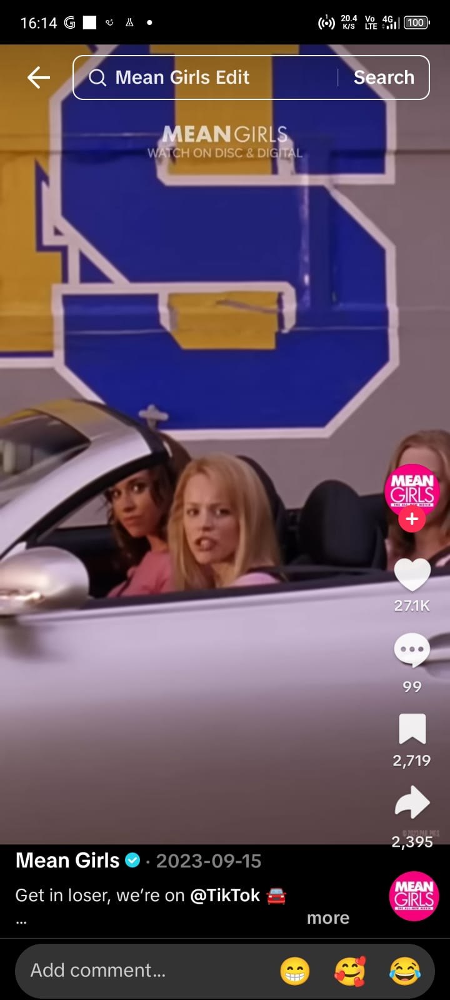 16:14
20.4
K/S
Vo
LTE
4G
100
Mean Girls Edit
Search
MEAN GIRLS
WATCH ON DISC & DIGITAL
MEAN
GIRLS
27.1K
99
2,719
2,395
Mean Girls · 2023-09-15
Get in loser, we're on @TikTok 🚘
... more
MEAN
GIRLS
Add comment...